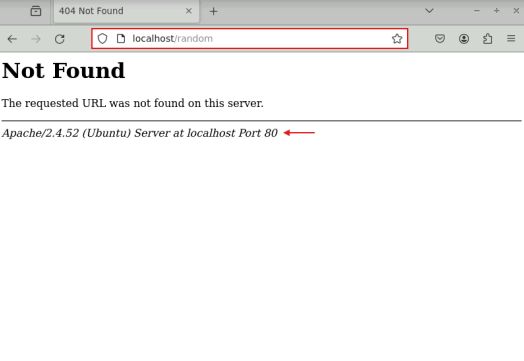 404 Not Found
localhost/random
Not Found
The requested URL was not found on this server.
Apache/2.4.52 (Ubuntu) Server at localhost Port 80